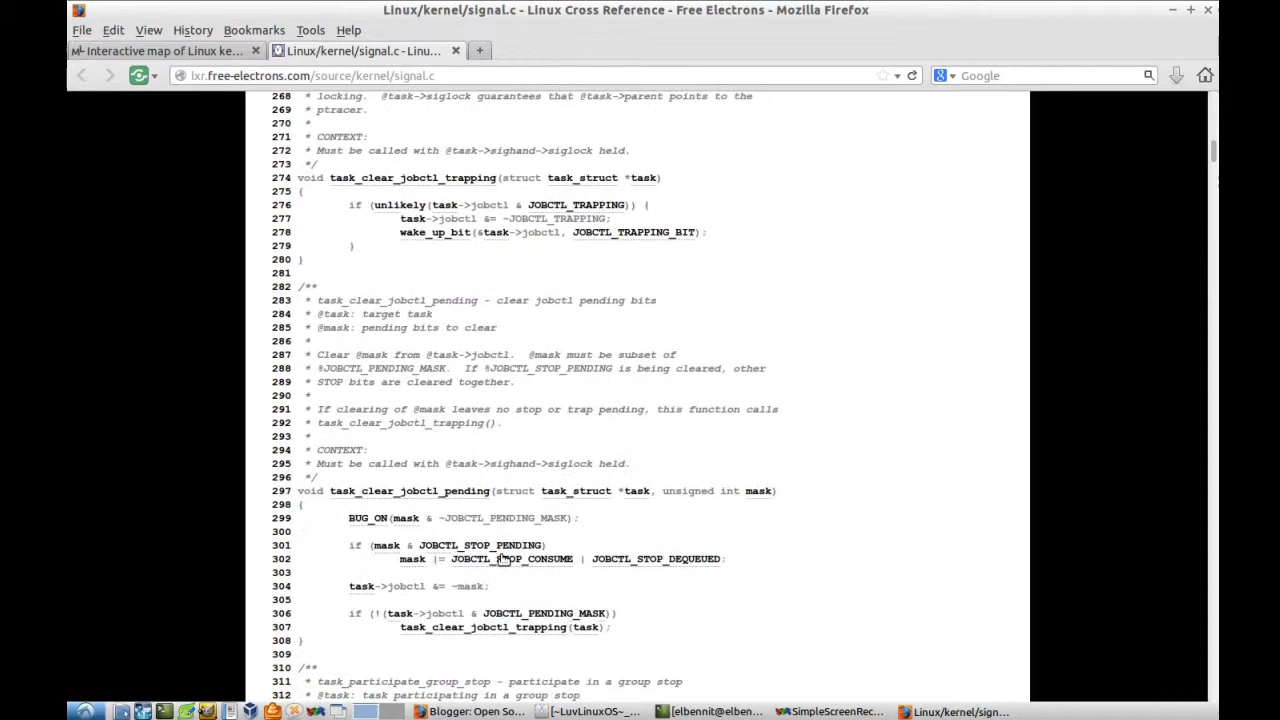 Linux/kernel/signal.c - Linux Cross Reference - Free Electrons - Mozilla Firefox
File Edit View History Bookmarks Tools Help
Interactive map of Linux ke... Linux/kernel/signal.c - Linu...
lxr.free-electrons.com/source/kernel/signal.c Google
268 * locking.  @task->siglock guarantees that @task->parent points to the
269 * ptracer.
270 *
271 * CONTEXT:
272 * Must be called with @task->sighand->siglock held.
273 */
274 void task_clear_jobctl_trapping(struct task_struct *task)
275 {
276 if (unlikely(task->jobctl & JOBCTL_TRAPPING)) {
277 task->jobctl &= ~JOBCTL_TRAPPING;
278 wake_up_bit(&task->jobctl, JOBCTL_TRAPPING_BIT);
279 }
280 }
281
282 /**
283 * task_clear_jobctl_pending - clear jobctl pending bits
284 * @task: target task
285 * @mask: pending bits to clear
286 *
287 * Clear @mask from @task->jobctl.  @mask must be subset of
288 * %JOBCTL_PENDING_MASK.  If %JOBCTL_STOP_PENDING is being cleared, other
289 * STOP bits are cleared together.
290 *
291 * If clearing of @mask leaves no stop or trap pending, this function calls
292 * task_clear_jobctl_trapping().
293 *
294 * CONTEXT:
295 * Must be called with @task->sighand->siglock held.
296 */
297 void task_clear_jobctl_pending(struct task_struct *task, unsigned int mask)
298 {
299 BUG_ON(mask & ~JOBCTL_PENDING_MASK);
300
301 if (mask & JOBCTL_STOP_PENDING)
302 mask |= JOBCTL_STOP_CONSUME | JOBCTL_STOP_DEQUEUED;
303
304 task->jobctl &= ~mask;
305
306 if (!(task->jobctl & JOBCTL_PENDING_MASK))
307 task_clear_jobctl_trapping(task);
308 }
309
310 /**
311 * task_participate_group_stop - participate in a group stop
312 * @task: task participating in a group stop
Blogger: Open So... [~LuvLinuxOS~_... [elbennit@elben... SimpleScreenRec... Linux/kernel/sign...